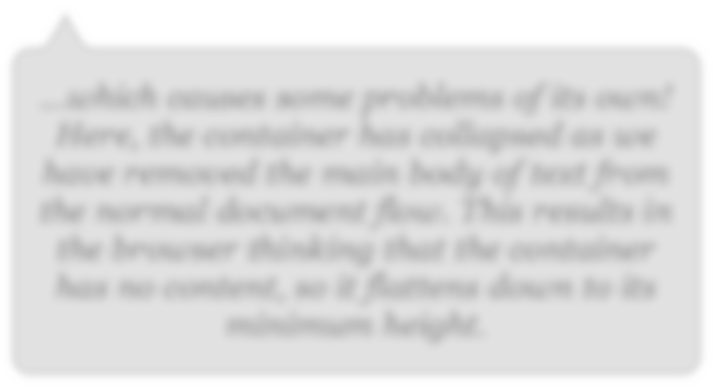 ...which causes some problems of its own!
Here, the container has collapsed as we
have removed the main body of text from
the normal document flow. This results in
the browser thinking that the container
has no content, so it flattens down to its
minimum height.